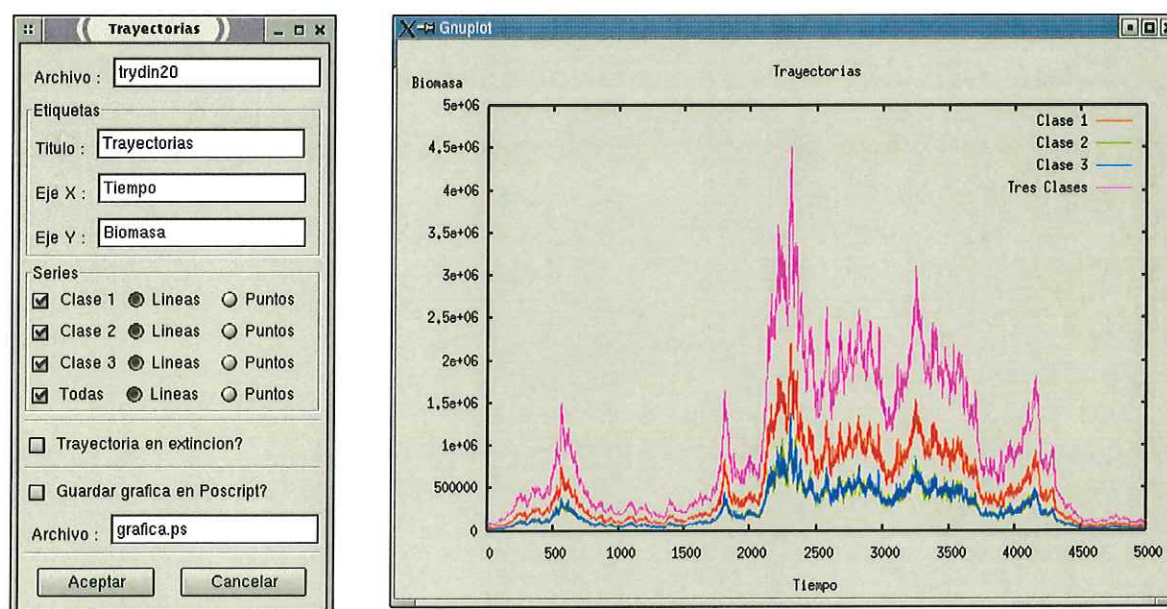 Trayectorias
Archivo : trydin20
Etiquetas
Titulo : Trayectorias
Eje X : Tiempo
Eje Y : Biomasa
Series
Clase 1 Lineas Puntos
Clase 2 Lineas Puntos
Clase 3 Lineas Puntos
Todas Lineas Puntos
Trayectoria en extincion?
Guardar grafica en Poscript?
Archivo : grafica.ps
Aceptar Cancelar
Gnuplot
Trayectorias
Biomasa
5e+06
4,5e+06
4e+06
3,5e+06
3e+06
2,5e+06
2e+06
1,5e+06
1e+06
500000
0
Clase 1
Clase 2
Clase 3
Tres Clases
0 500 1000 1500 2000 2500 3000 3500 4000 4500 5000
Tiempo